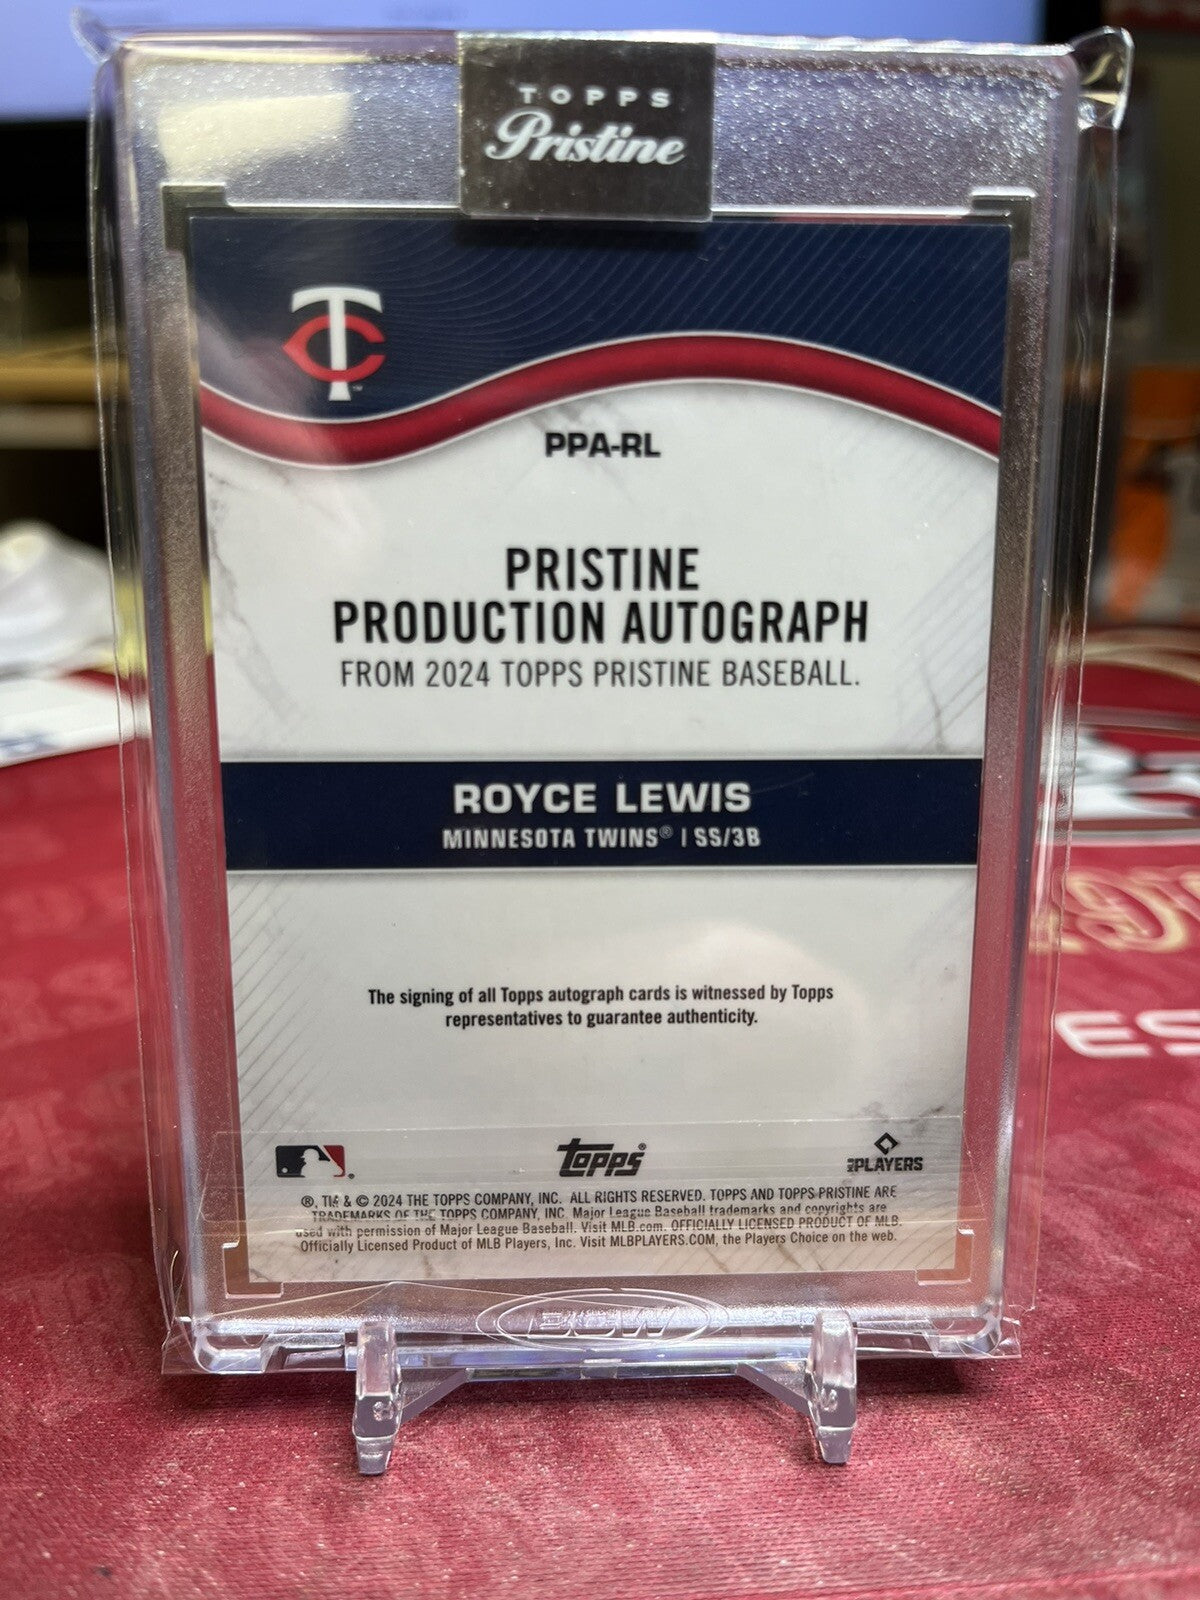 TOPPS
Pristine
TC
™
PPA-RL
PRISTINE
PRODUCTION AUTOGRAPH
FROM 2024 TOPPS PRISTINE BASEBALL.
ROYCE LEWIS
MINNESOTA TWINS® | SS/3B
The signing of all Topps autograph cards is witnessed by Topps
representatives to guarantee authenticity.
topps®
PLAYERS
®, TM & © 2024 THE TOPPS COMPANY, INC. ALL RIGHTS RESERVED. TOPPS AND TOPPS PRISTINE ARE
TRADEMARKS OF THE TOPPS COMPANY, INC. Major League Baseball trademarks and copyrights are
used with permission of Major League Baseball. Visit MLB.com. OFFICIALLY LICENSED PRODUCT OF MLB.
Officially Licensed Product of MLB Players, Inc. Visit MLBPLAYERS.COM, the Players Choice on the web.
BCW
ES